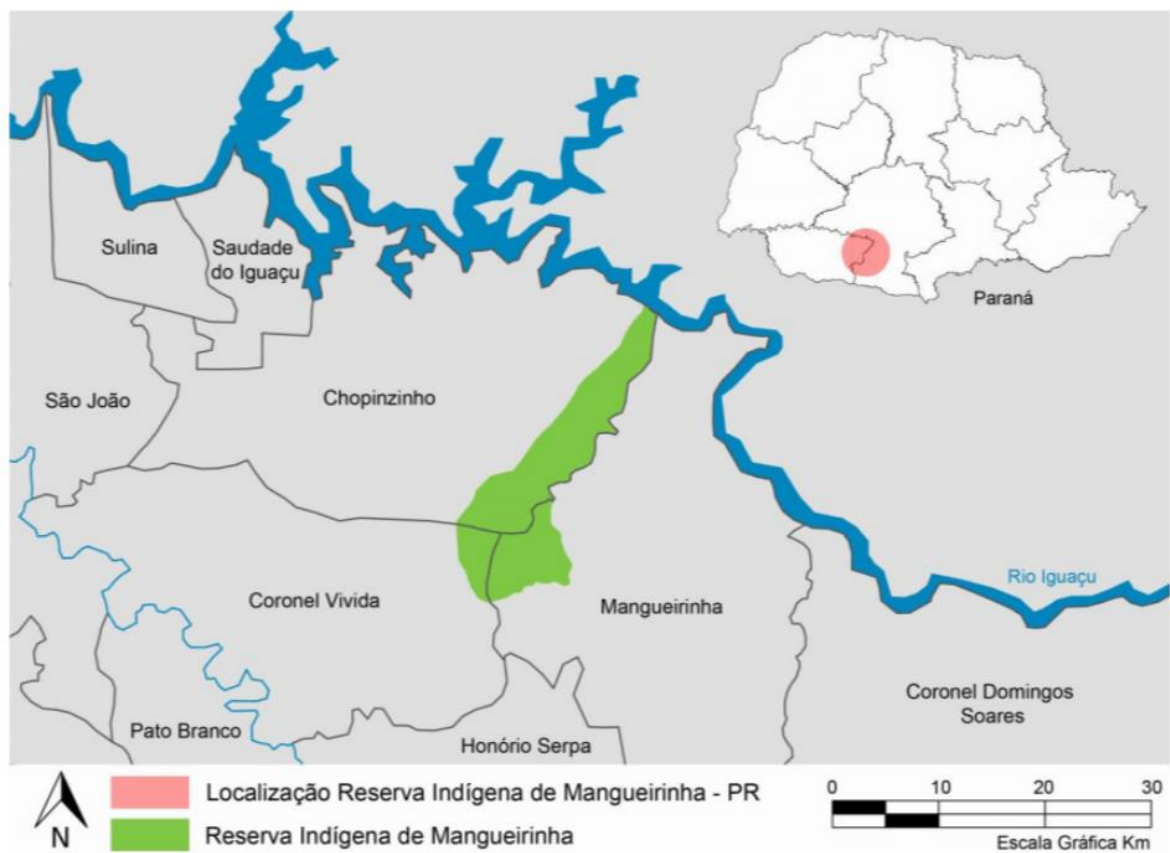 Sulina
Saudade
do Iguaçu
Paraná
São João
Chopinzinho
Rio Iguaçu
Coronel Vivida
Mangueirinha
Coronel Domingos
Soares
Pato Branco
Honório Serpa
N
Localização Reserva Indígena de Mangueirinha - PR
Reserva Indígena de Mangueirinha
0 10 20 30
Escala Gráfica Km